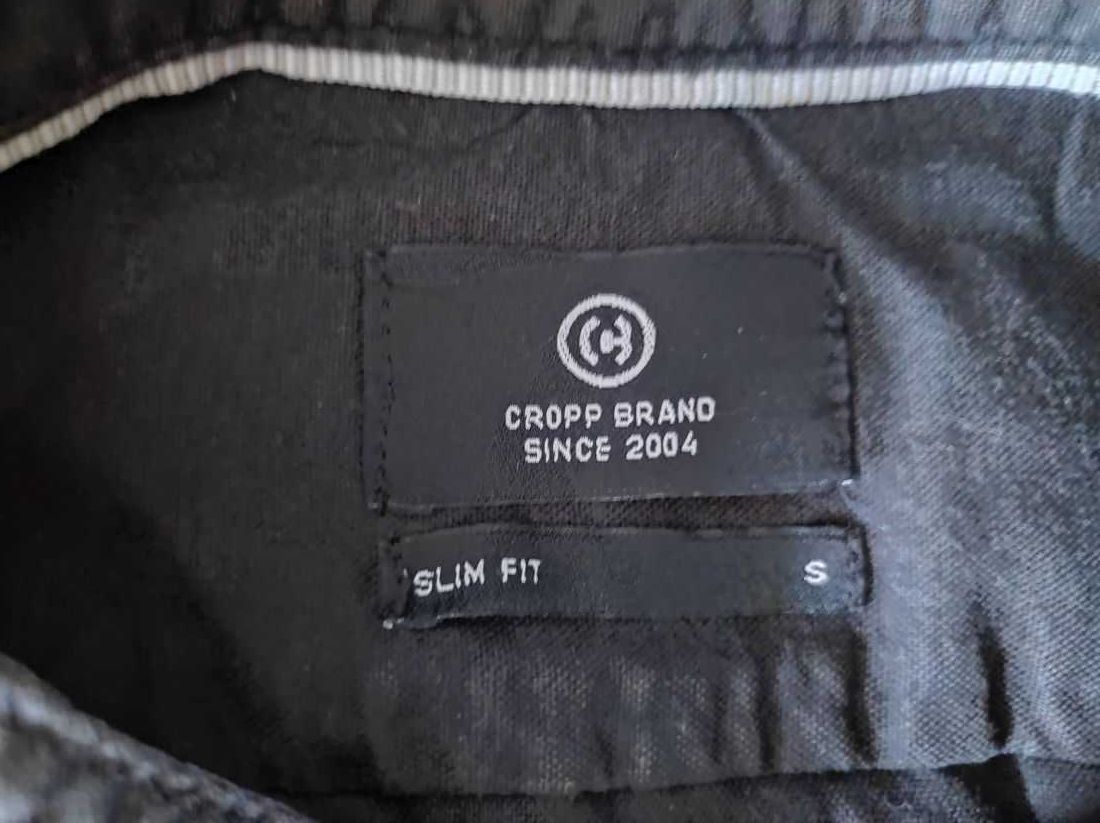 CROPP BRAND
SINCE 2004
SLIM FIT S